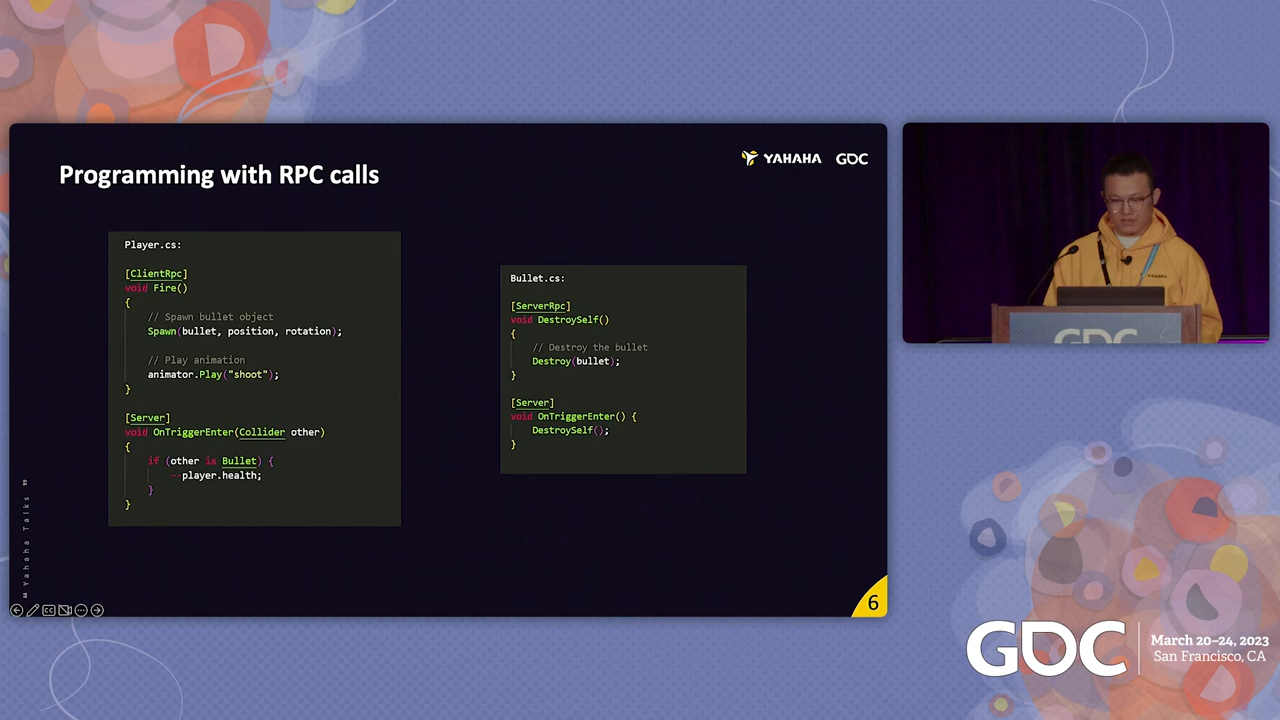 YAHAHA GDC
Programming with RPC calls
Player.cs:
[ClientRpc]
void Fire()
{
// Spawn bullet object
Spawn(bullet, position, rotation);
// Play animation
animator.Play("shoot");
}
[Server]
void OnTriggerEnter(Collider other)
{
if (other is Bullet) {
--player.health;
}
}
Bullet.cs:
[ServerRpc]
void DestroySelf()
{
// Destroy the bullet
Destroy(bullet);
}
[Server]
void OnTriggerEnter() {
DestroySelf();
}
Yahaha Talks
CC
6
GDC
GDC
March 20–24, 2023
San Francisco, CA